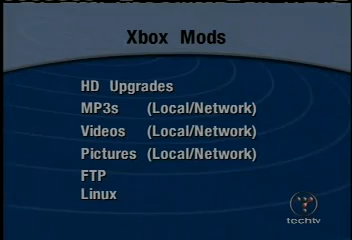 Xbox Mods
HD Upgrades
MP3s (Local/Network)
Videos (Local/Network)
Pictures (Local/Network)
FTP
Linux
techtv